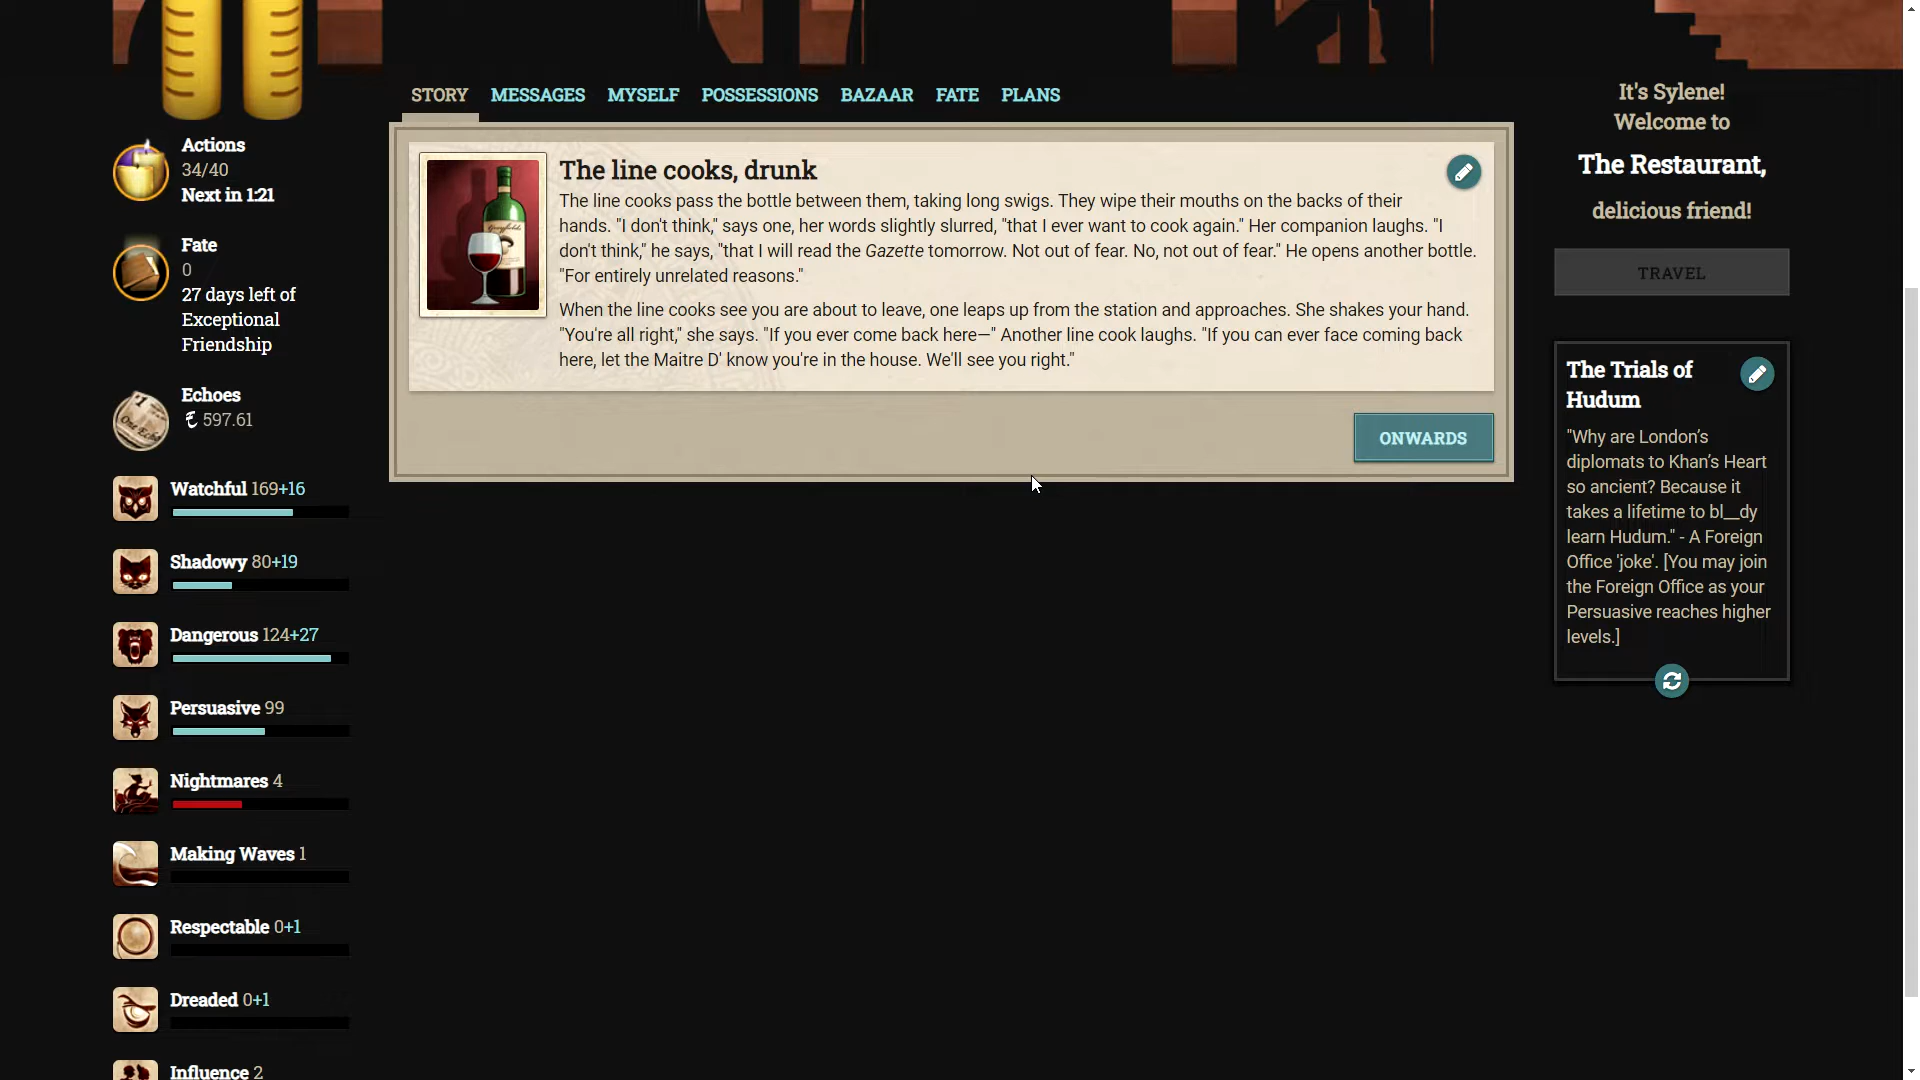 STORY MESSAGES MYSELF POSSESSIONS BAZAAR FATE PLANS
Actions
34/40
Next in 1:21
Fate
0
27 days left of
Exceptional
Friendship
Echoes
597.61
Watchful 169+16
Shadowy 80+19
Dangerous 124+27
Persuasive 99
Nightmares 4
Making Waves 1
Respectable 0+1
Dreaded 0+1
Influence 2
The line cooks, drunk
The line cooks pass the bottle between them, taking long swigs. They wipe their mouths on the backs of their
hands. "I don't think," says one, her words slightly slurred, "that I ever want to cook again." Her companion laughs. "I
don't think," he says, "that I will read the Gazette tomorrow. Not out of fear. No, not out of fear." He opens another bottle.
"For entirely unrelated reasons."
When the line cooks see you are about to leave, one leaps up from the station and approaches. She shakes your hand.
"You're all right," she says. "If you ever come back here—" Another line cook laughs. "If you can ever face coming back
here, let the Maitre D' know you're in the house. We'll see you right."
ONWARDS
It's Sylene!
Welcome to
The Restaurant,
delicious friend!
TRAVEL
The Trials of
Hudum
"Why are London's
diplomats to Khan's Heart
so ancient? Because it
takes a lifetime to bl__dy
learn Hudum." - A Foreign
Office 'joke'. [You may join
the Foreign Office as your
Persuasive reaches higher
levels.]